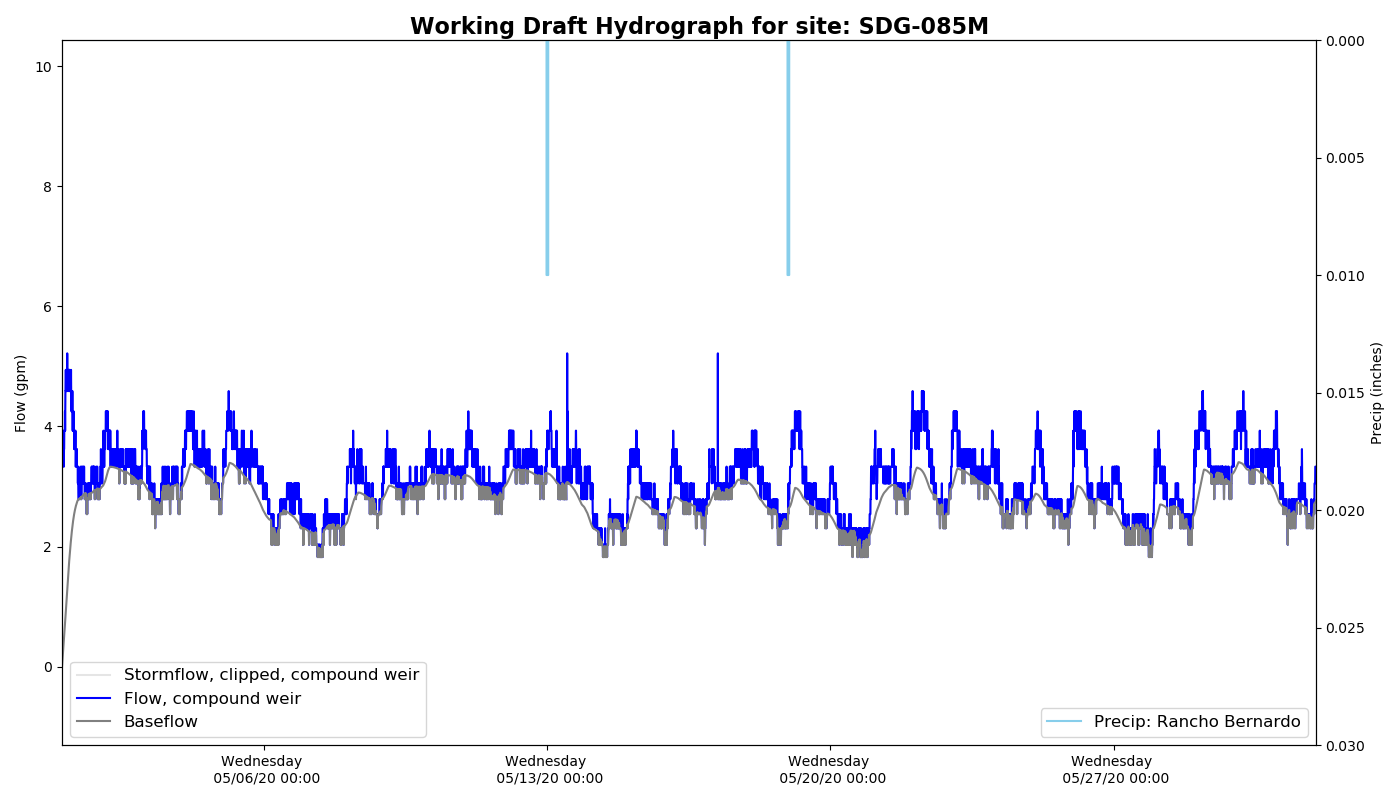 Working Draft Hydrograph for site: SDG-085M
10
8
6
4
2
0
Flow (gpm)
0.000
0.005
0.010
0.015
0.020
0.025
0.030
Precip (inches)
Stormflow, clipped, compound weir
Flow, compound weir
Baseflow
Precip: Rancho Bernardo
Wednesday
05/06/20 00:00
Wednesday
05/13/20 00:00
Wednesday
05/20/20 00:00
Wednesday
05/27/20 00:00